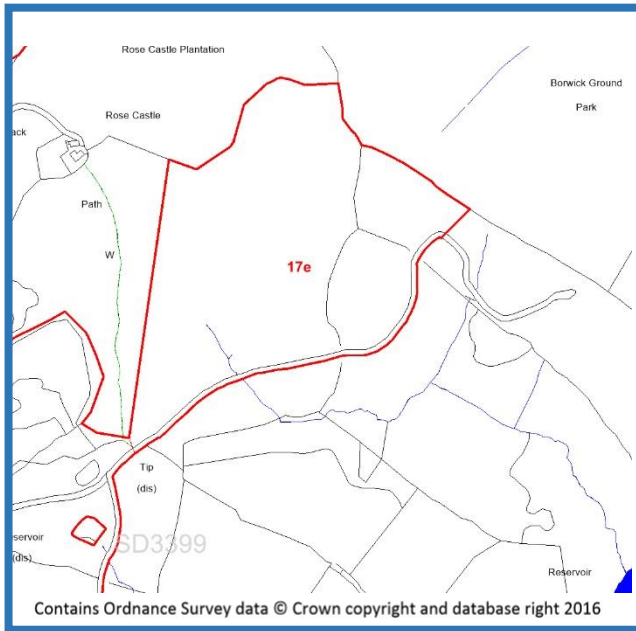 Rose Castle Plantation
Borwick Ground
Park
Rose Castle
ack
Path
W
17e
Tip
(dis)
SD3399
eservoir
(dis)
Reservoir
Contains Ordnance Survey data © Crown copyright and database right 2016